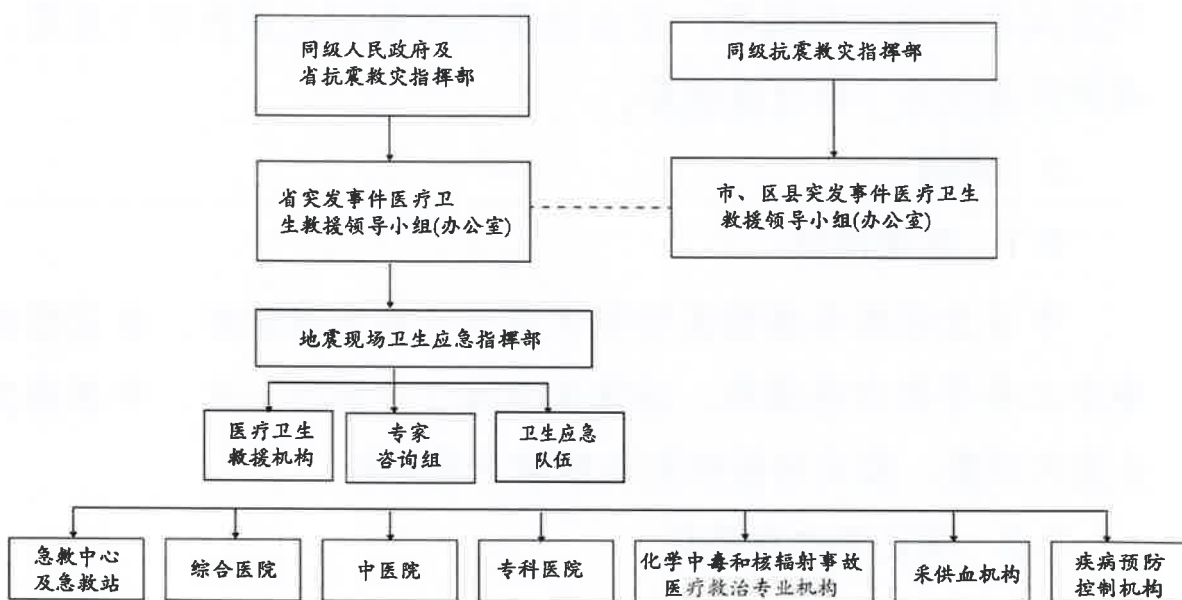 同级人民政府及
省抗震救灾指挥部
同级抗震救灾指挥部
省突发事件医疗卫
生救援领导小组(办公室)
市、区县突发事件医疗卫生
救援领导小组(办公室)
地震现场卫生应急指挥部
医疗卫生
救援机构
专家
咨询组
卫生应急
队伍
急救中心
及急救站
综合医院
中医院
专科医院
化学中毒和核辐射事故
医疗救治专业机构
采供血机构
疾病预防
控制机构